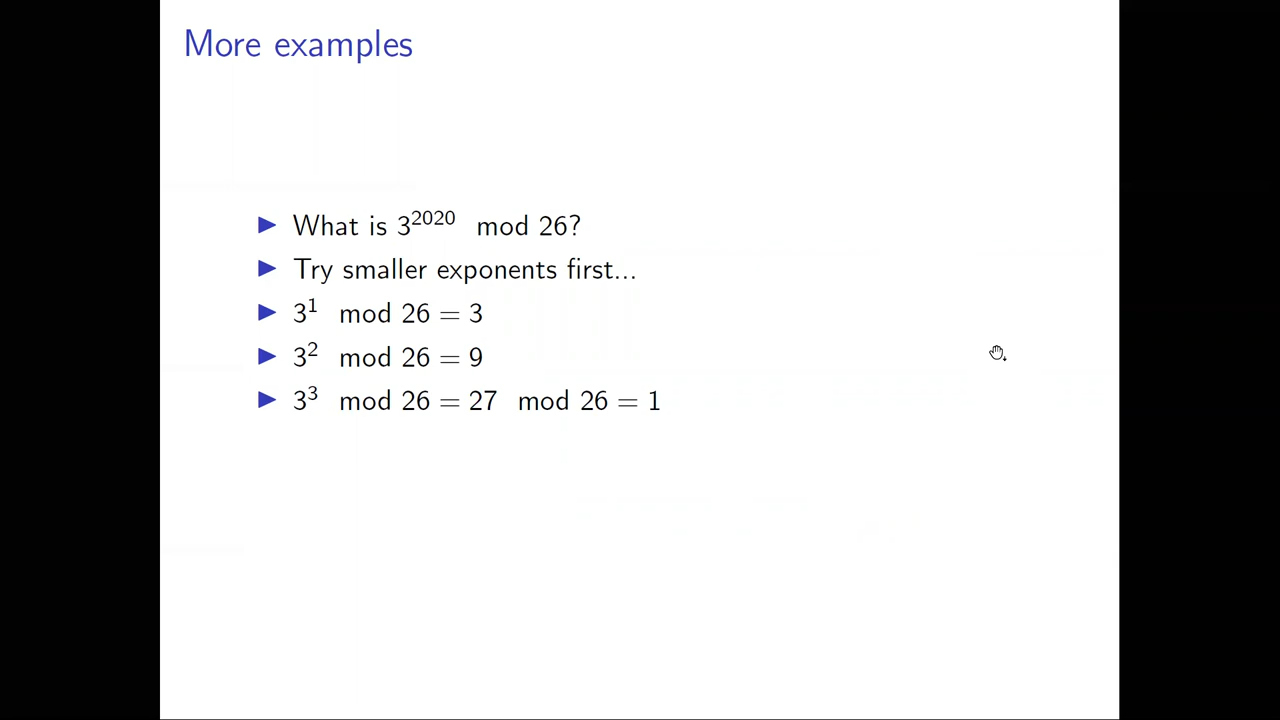 More examples
▶ What is 3^2020 mod 26?
▶ Try smaller exponents first...
▶ 3^1 mod 26 = 3
▶ 3^2 mod 26 = 9
▶ 3^3 mod 26 = 27 mod 26 = 1